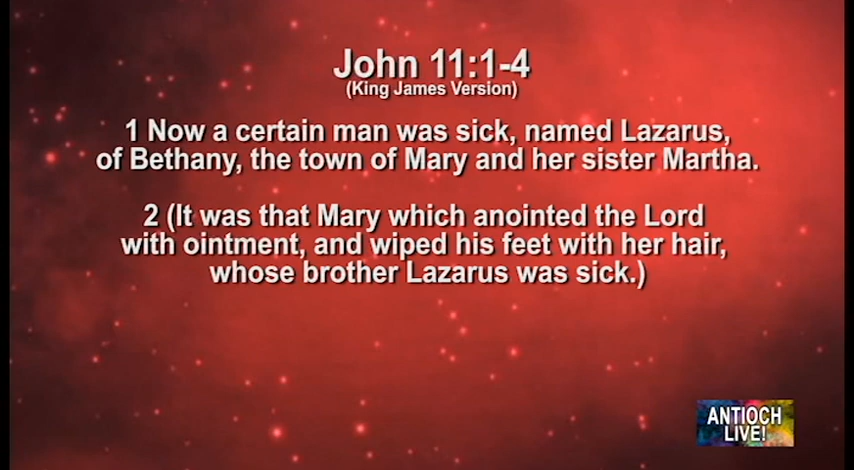 John 11:1-4
(King James Version)
1 Now a certain man was sick, named Lazarus,
of Bethany, the town of Mary and her sister Martha.
2 (It was that Mary which anointed the Lord
with ointment, and wiped his feet with her hair,
whose brother Lazarus was sick.)
ANTIOCH
LIVE!